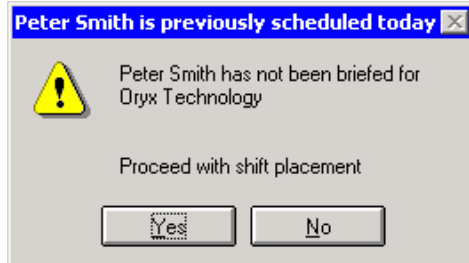 Peter Smith is previously scheduled today
Peter Smith has not been briefed for
Oryx Technology
Proceed with shift placement
Yes
No